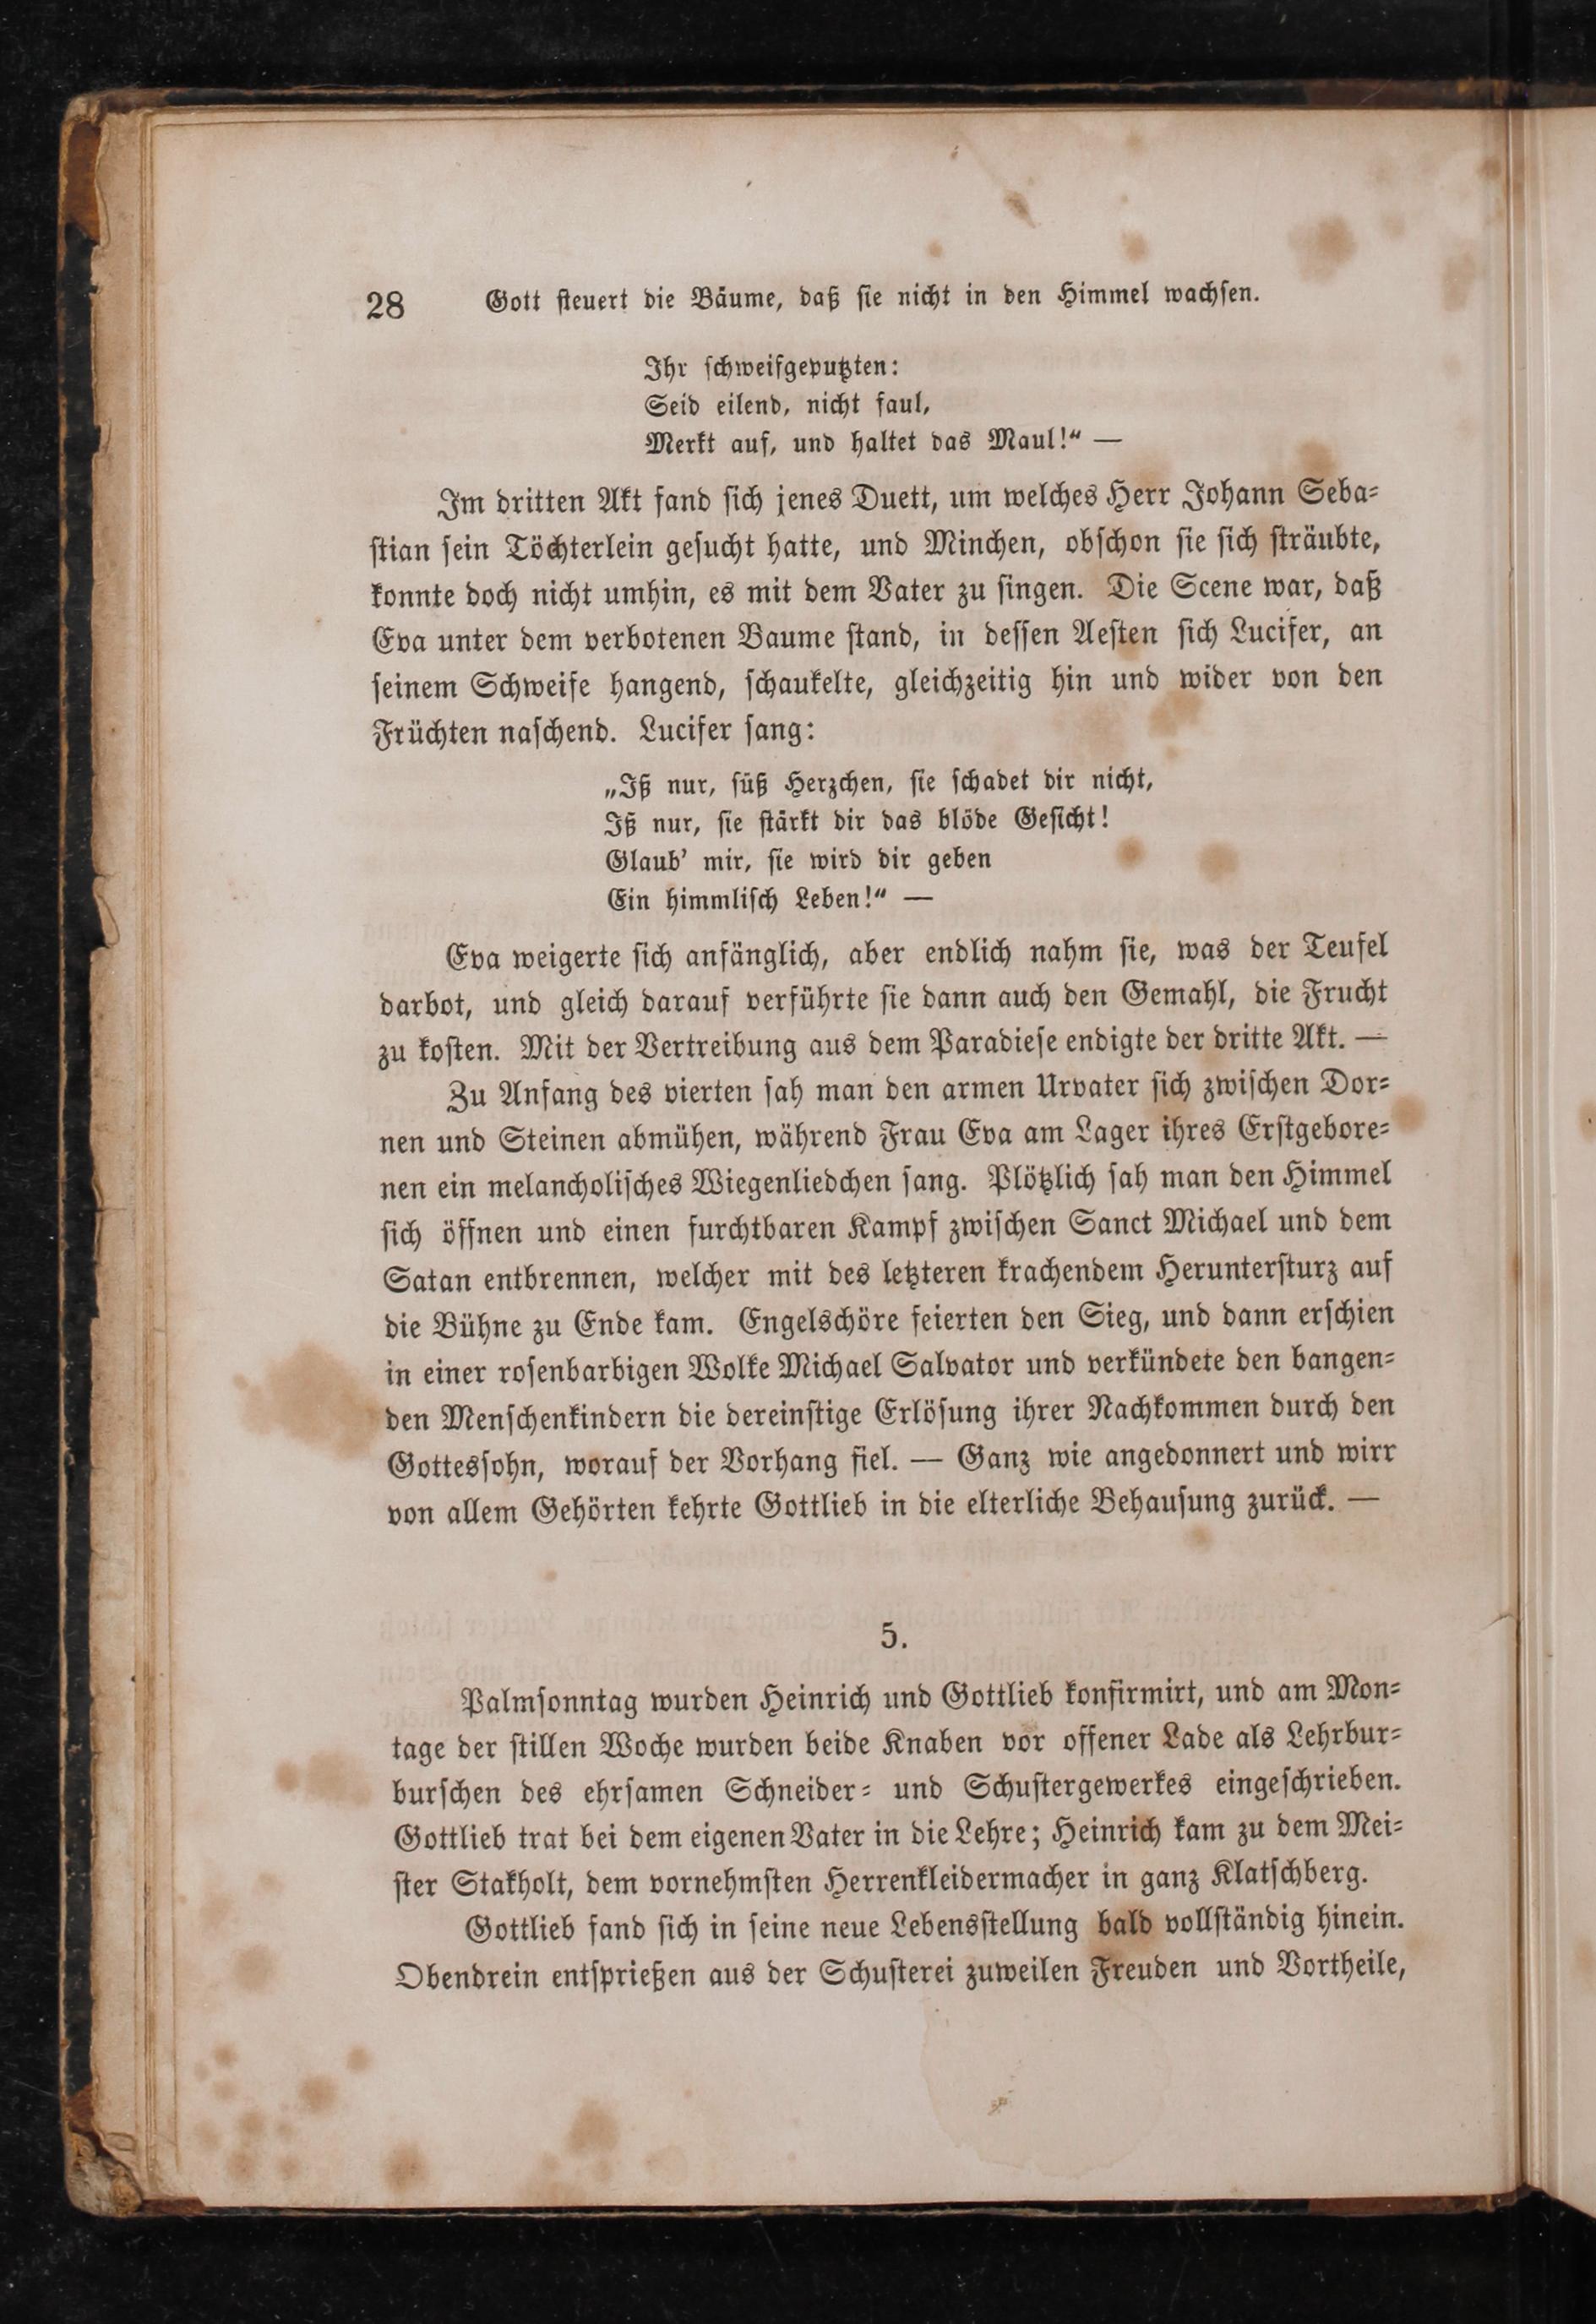 28 Gott steuert die Bäume, daß sie nicht in den Himmel wachsen.
Ihr schweifgeputzten:
Seid eilend, nicht faul,
Merkt auf, und haltet das Maul!“ —
Im dritten Akt fand sich jenes Duett, um welches Herr Johann Seba-
stian sein Töchterlein gesucht hatte, und Minchen, obschon sie sich sträubte,
konnte doch nicht umhin, es mit dem Vater zu singen. Die Scene war, daß
Eva unter dem verbotenen Baume stand, in dessen Aesten sich Lucifer, an
seinem Schweife hangend, schaukelte, gleichzeitig hin und wider von den
Früchten naschend. Lucifer sang:
„Iß nur, süß Herzchen, sie schadet dir nicht,
Iß nur, sie stärkt dir das blöde Gesicht!
Glaub’ mir, sie wird dir geben
Ein himmlisch Leben!“ —
Eva weigerte sich anfänglich, aber endlich nahm sie, was der Teufel
darbot, und gleich darauf verführte sie dann auch den Gemahl, die Frucht
zu kosten. Mit der Vertreibung aus dem Paradiese endigte der dritte Akt. —
Zu Anfang des vierten sah man den armen Urvater sich zwischen Dor-
nen und Steinen abmühen, während Frau Eva am Lager ihres Erstgebore-
nen ein melancholisches Wiegenliedchen sang. Plötzlich sah man den Himmel
sich öffnen und einen furchtbaren Kampf zwischen Sanct Michael und dem
Satan entbrennen, welcher mit des letzteren krachendem Heruntersturz auf
die Bühne zu Ende kam. Engelschöre feierten den Sieg, und dann erschien
in einer rosenbarbigen Wolke Michael Salvator und verkündete den bangen-
den Menschenkindern die dereinstige Erlösung ihrer Nachkommen durch den
Gottessohn, worauf der Vorhang fiel. — Ganz wie angedonnert und wirr
von allem Gehörten kehrte Gottlieb in die elterliche Behausung zurück. —
5.
Palmsonntag wurden Heinrich und Gottlieb konfirmirt, und am Mon-
tage der stillen Woche wurden beide Knaben vor offener Lade als Lehrbur-
burschen des ehrsamen Schneider- und Schustergewerkes eingeschrieben.
Gottlieb trat bei dem eigenen Vater in die Lehre; Heinrich kam zu dem Mei-
ster Stakholt, dem vornehmsten Herrenkleidermacher in ganz Klatschberg.
Gottlieb fand sich in seine neue Lebensstellung bald vollständig hinein.
Obendrein entsprießen aus der Schusterei zuweilen Freuden und Vortheile,